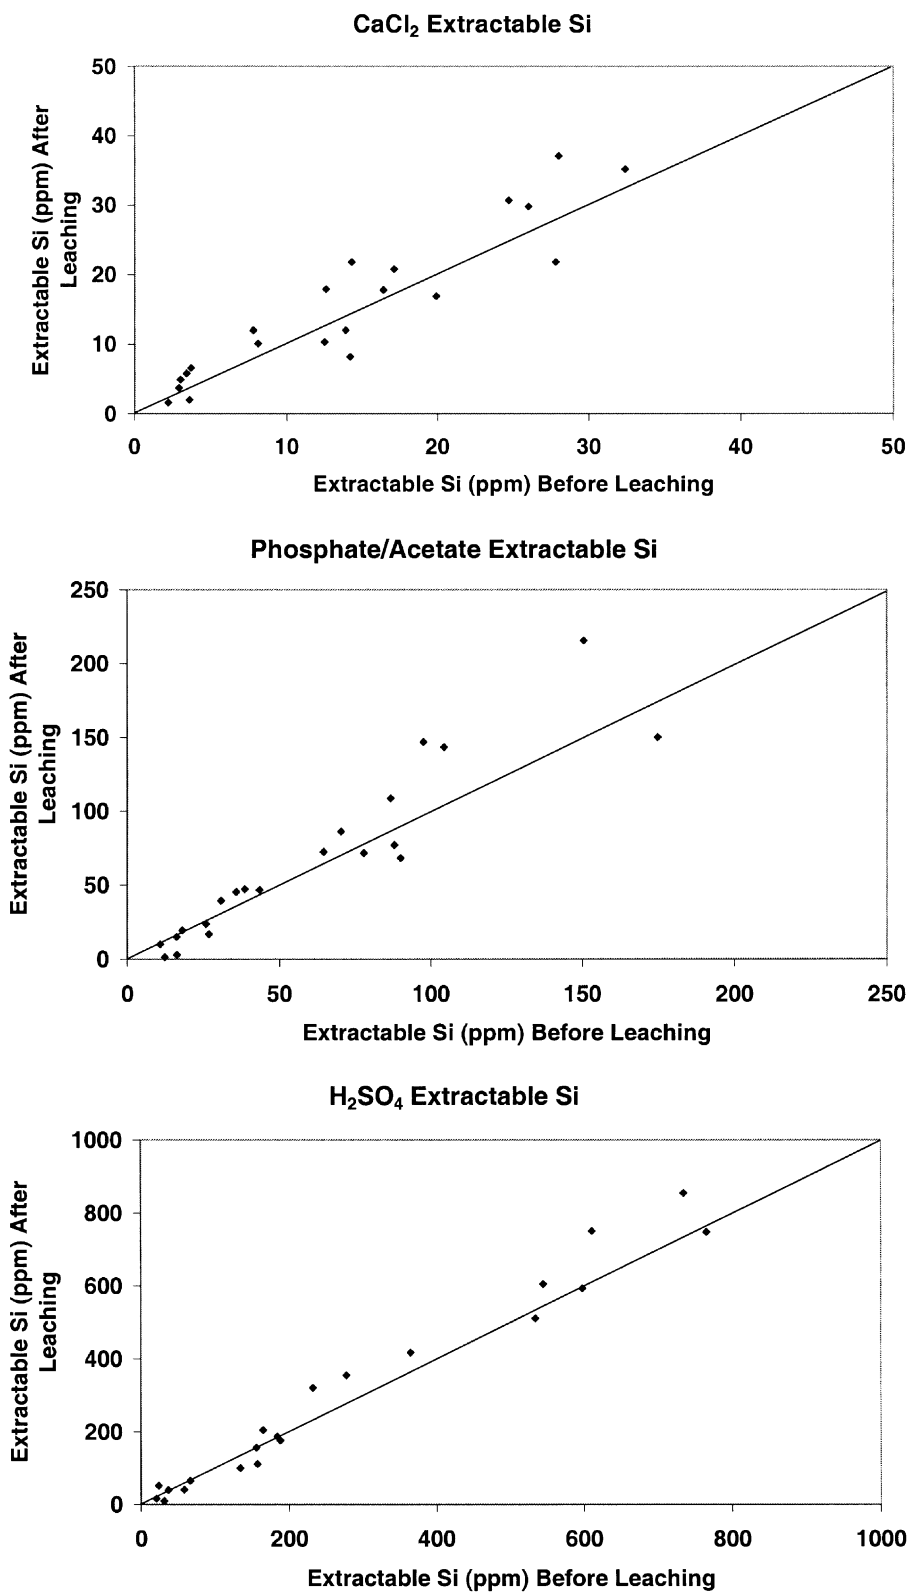 CaCl₂ Extractable Si
50
40
30
20
10
0
Extractable Si (ppm) After
Leaching
0 10 20 30 40 50
Extractable Si (ppm) Before Leaching
Phosphate/Acetate Extractable Si
250
200
150
100
50
0
Extractable Si (ppm) After
Leaching
0 50 100 150 200 250
Extractable Si (ppm) Before Leaching
H₂SO₄ Extractable Si
1000
800
600
400
200
0
Extractable Si (ppm) After
Leaching
0 200 400 600 800 1000
Extractable Si (ppm) Before Leaching